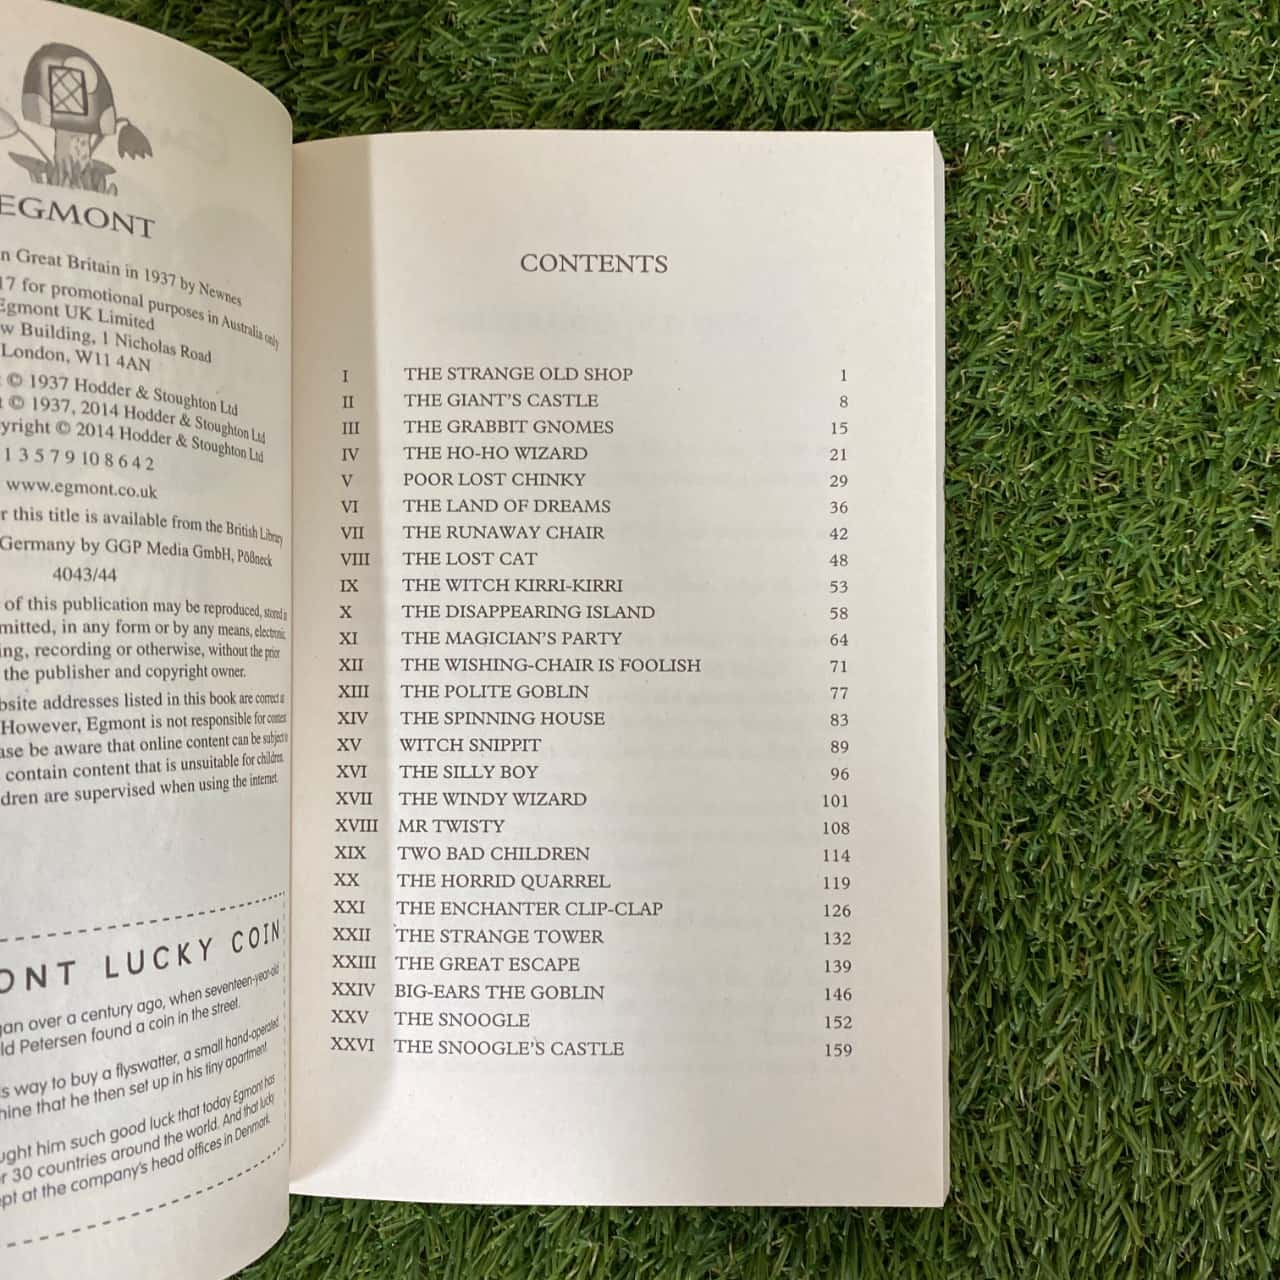 EGMONT
n Great Britain in 1937 by Newnes
17 for promotional purposes in Australia only
Egmont UK Limited
w Building, 1 Nicholas Road
London, W11 4AN
© 1937 Hodder & Stoughton Ltd
t © 1937, 2014 Hodder & Stoughton Ltd
yright © 2014 Hodder & Stoughton Ltd
1 3 5 7 9 10 8 6 4 2
www.egmont.co.uk
r this title is available from the British Library
Germany by GGP Media GmbH, Pößneck
4043/44
of this publication may be reproduced, stored a
mitted, in any form or by any means, electronic,
ing, recording or otherwise, without the prior
the publisher and copyright owner.
bsite addresses listed in this book are correct a
However, Egmont is not responsible for content
ase be aware that online content can be subject
contain content that is unsuitable for children.
dren are supervised when using the internet.
ONT LUCKY COIN
gan over a century ago, when seventeen-year-old
ld Petersen found a coin in the street.
s way to buy a flyswatter, a small hand-operated
hine that he then set up in his tiny apartment.
ught him such good luck that today Egmont has
r 30 countries around the world. And that lucky
ept at the company's head offices in Denmark.
CONTENTS
I THE STRANGE OLD SHOP 1
II THE GIANT'S CASTLE 8
III THE GRABBIT GNOMES 15
IV THE HO-HO WIZARD 21
V POOR LOST CHINKY 29
VI THE LAND OF DREAMS 36
VII THE RUNAWAY CHAIR 42
VIII THE LOST CAT 48
IX THE WITCH KIRRI-KIRRI 53
X THE DISAPPEARING ISLAND 58
XI THE MAGICIAN'S PARTY 64
XII THE WISHING-CHAIR IS FOOLISH 71
XIII THE POLITE GOBLIN 77
XIV THE SPINNING HOUSE 83
XV WITCH SNIPPIT 89
XVI THE SILLY BOY 96
XVII THE WINDY WIZARD 101
XVIII MR TWISTY 108
XIX TWO BAD CHILDREN 114
XX THE HORRID QUARREL 119
XXI THE ENCHANTER CLIP-CLAP 126
XXII THE STRANGE TOWER 132
XXIII THE GREAT ESCAPE 139
XXIV BIG-EARS THE GOBLIN 146
XXV THE SNOOGLE 152
XXVI THE SNOOGLE'S CASTLE 159